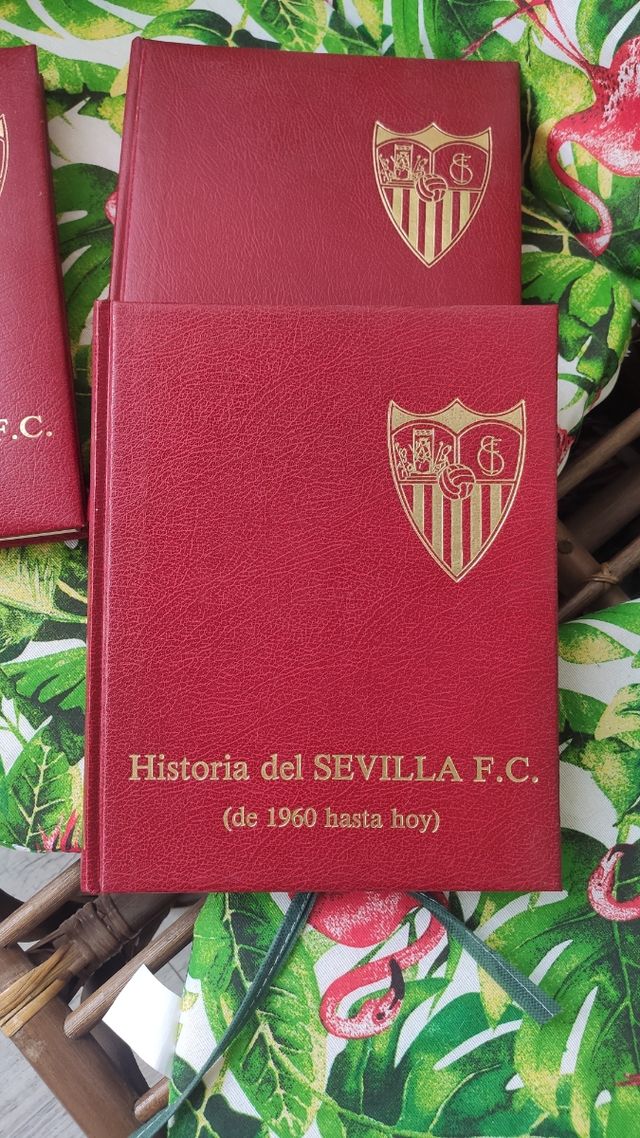 F.C.
Historia del SEVILLA F.C.
(de 1960 hasta hoy)